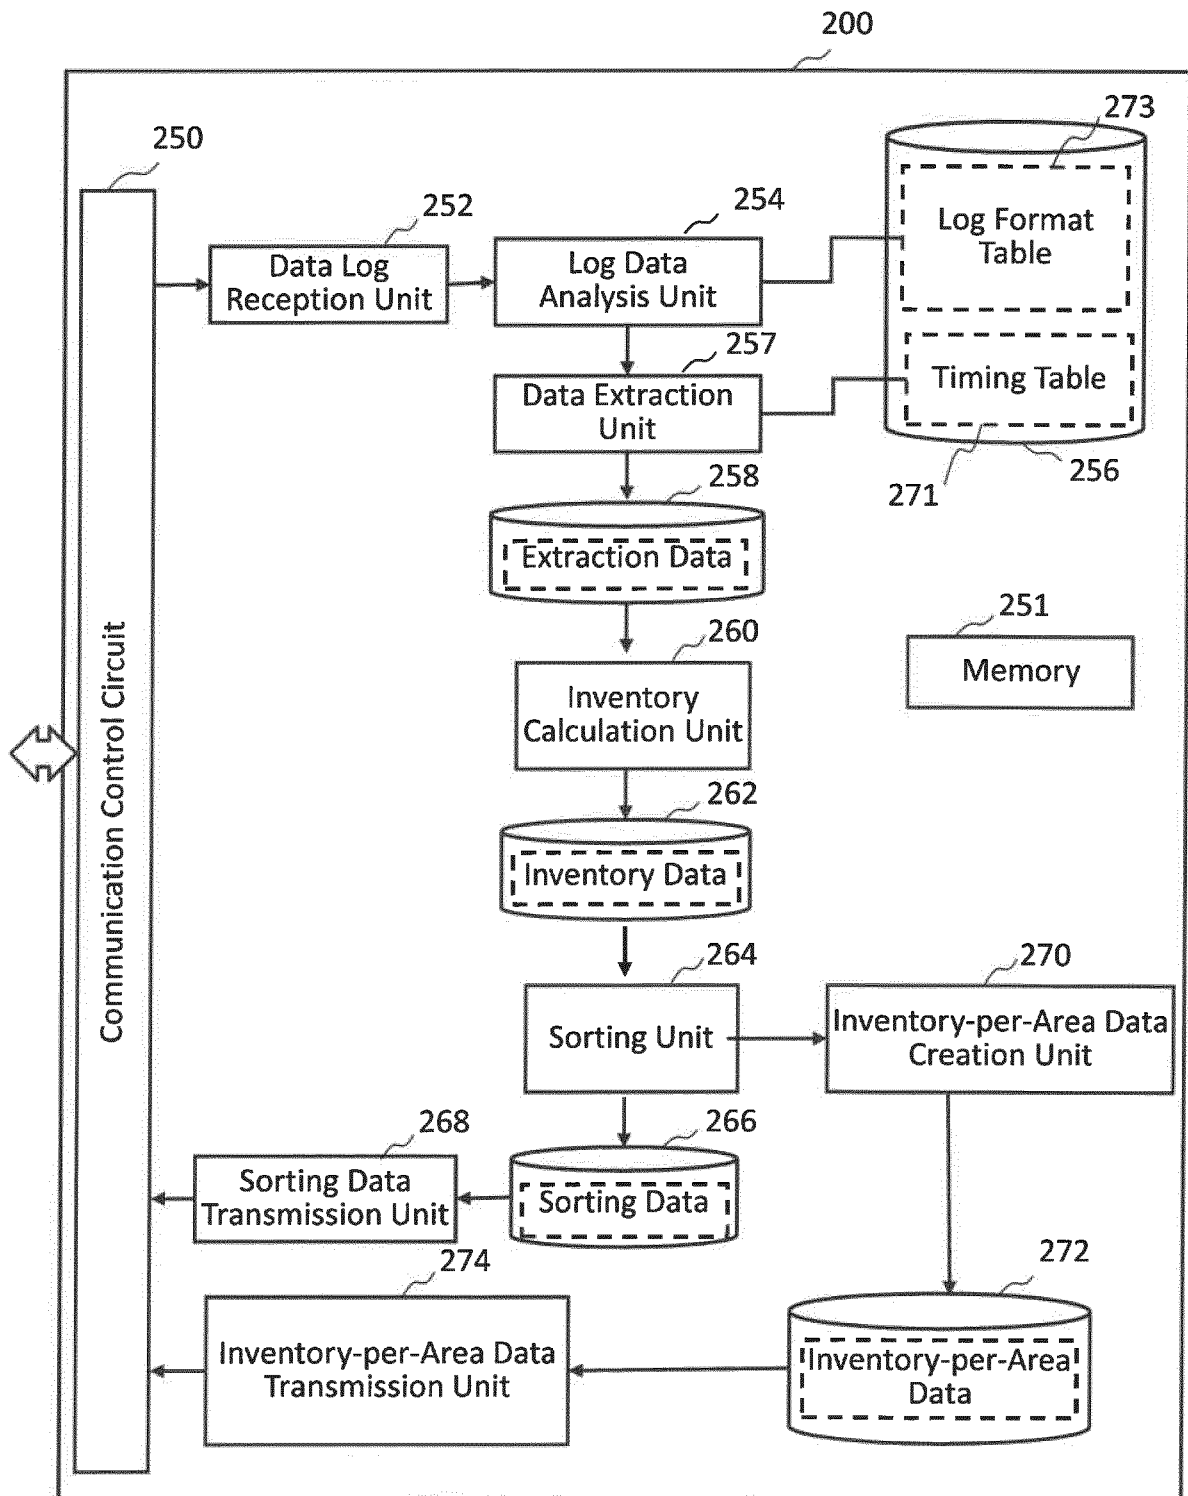 200
250
273
252
254
Log Format
Table
Data Log
Reception Unit
Log Data
Analysis Unit
257
Timing Table
Data Extraction
Unit
258
271
256
Extraction Data
251
Memory
260
Inventory
Calculation Unit
Communication Control Circuit
262
Inventory Data
264
270
Sorting Unit
Inventory-per-Area Data
Creation Unit
268
266
Sorting Data
Transmission Unit
Sorting Data
274
272
Inventory-per-Area Data
Transmission Unit
Inventory-per-Area
Data